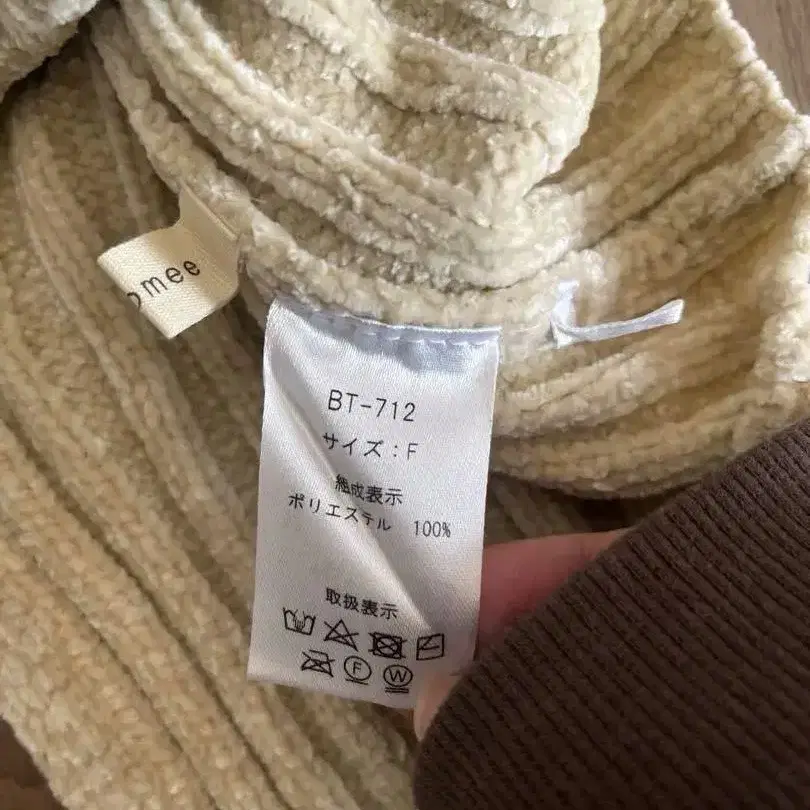 omee
BT-712
サイズ:F
組成表示
ポリエステル 100%
取扱表示
F
W